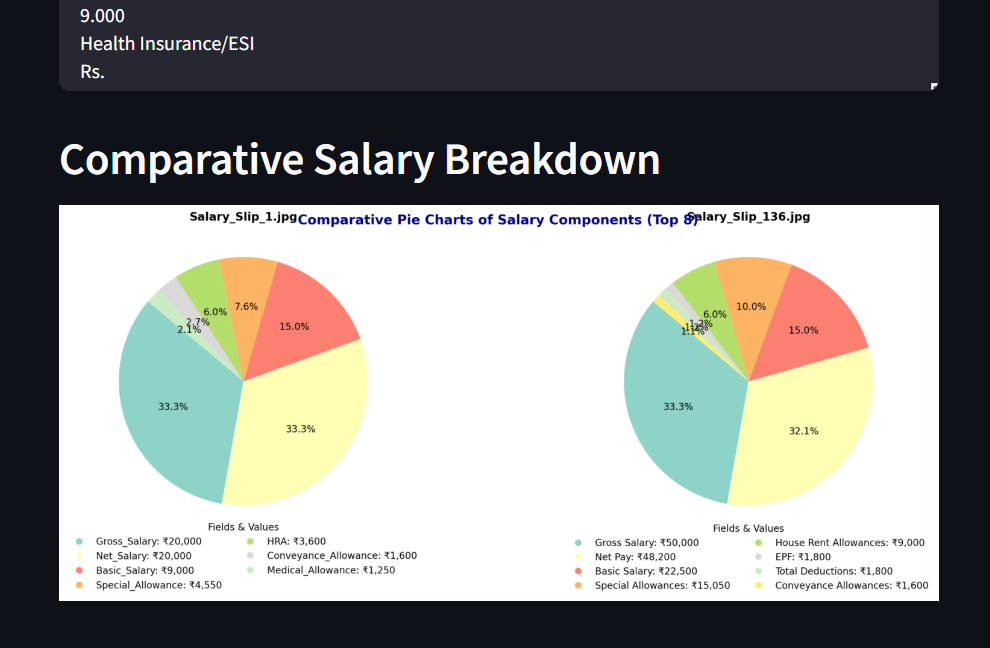 9.000
Health Insurance/ESI
Rs.
Comparative Salary Breakdown
Comparative Pie Charts of Salary Components (Top 8)
Salary_Slip_1.jpg
7.6%
6.0%
2.7%
2.1%
15.0%
33.3%
33.3%
Fields & Values
Gross_Salary: ₹20,000
Net_Salary: ₹20,000
Basic_Salary: ₹9,000
Special_Allowance: ₹4,550
HRA: ₹3,600
Conveyance_Allowance: ₹1,600
Medical_Allowance: ₹1,250
Salary_Slip_136.jpg
10.0%
6.0%
1.2%
1.2%
1.1%
15.0%
33.3%
32.1%
Fields & Values
Gross Salary: ₹50,000
Net Pay: ₹48,200
Basic Salary: ₹22,500
Special Allowances: ₹15,050
House Rent Allowances: ₹9,000
EPF: ₹1,800
Total Deductions: ₹1,800
Conveyance Allowances: ₹1,600